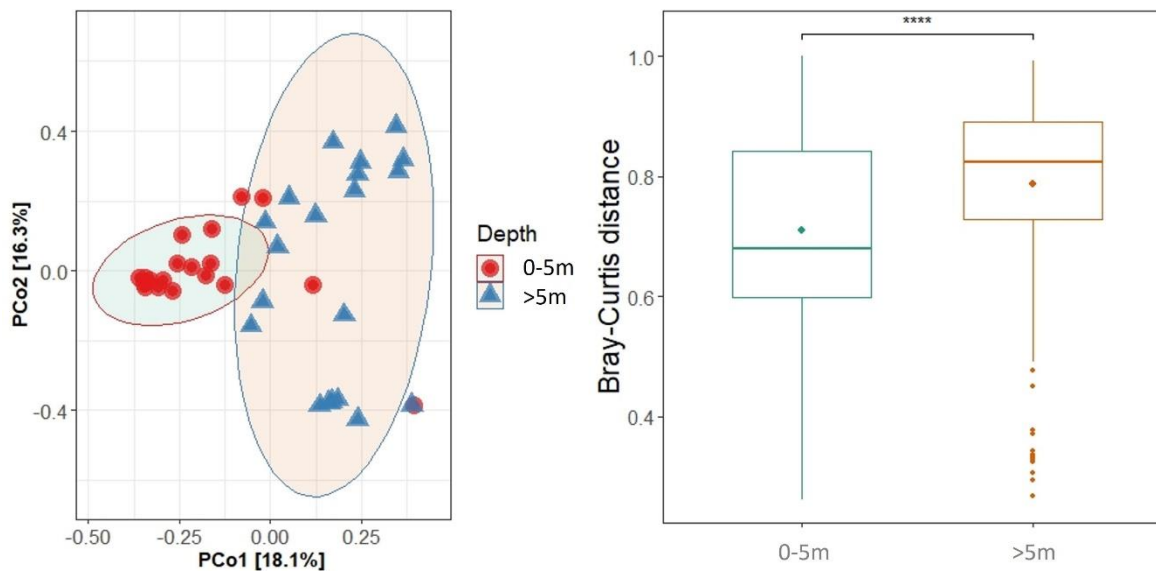 0.4
0.0
-0.4
PCo2 [16.3%]
-0.50
-0.25
0.00
0.25
PCo1 [18.1%]
Depth
0-5m
>5m
****
1.0
0.8
0.6
0.4
Bray-Curtis distance
0-5m
>5m